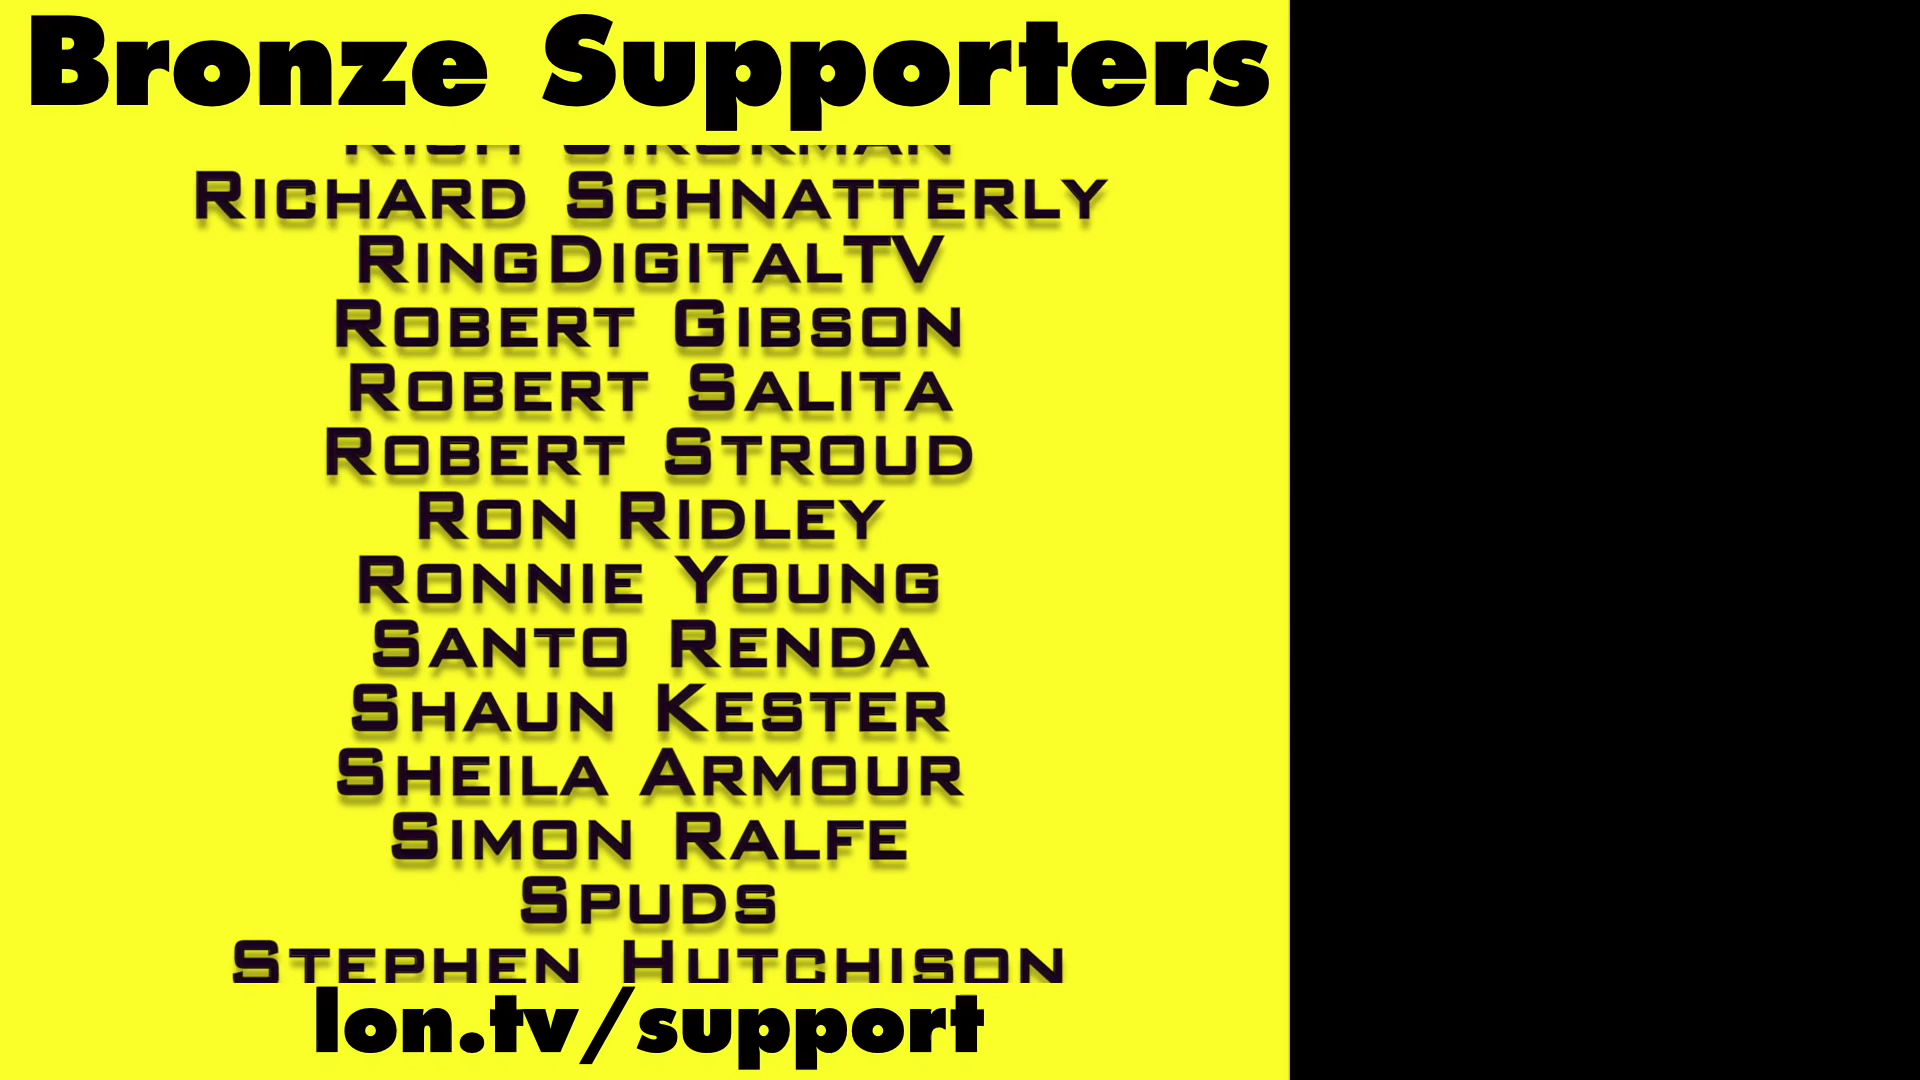 Bronze Supporters
Richard Schnatterly
RingDigitalTV
Robert Gibson
Robert Salita
Robert Stroud
Ron Ridley
Ronnie Young
Santo Renda
Shaun Kester
Sheila Armour
Simon Ralfe
Spuds
Stephen Hutchison
lon.tv/support